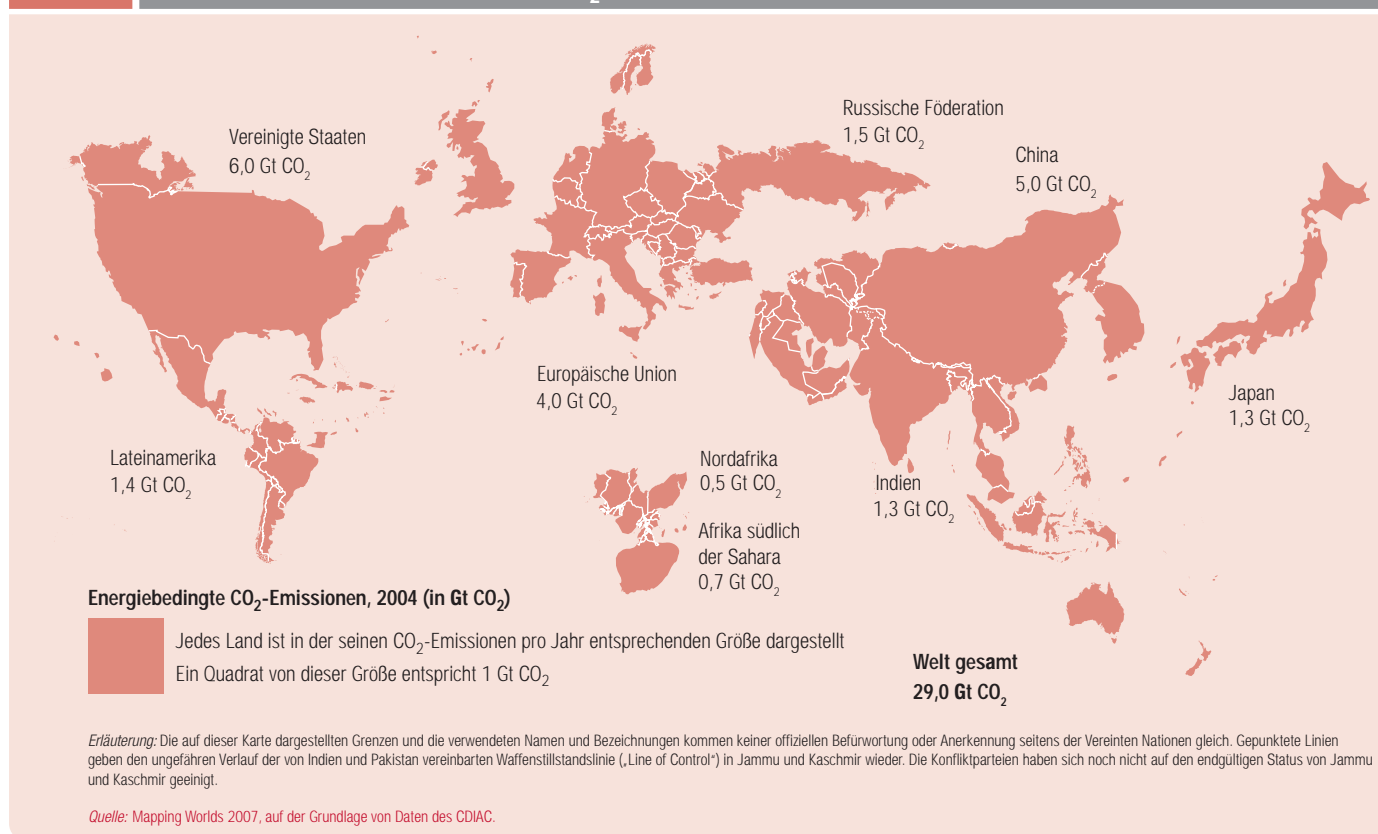 Russische Föderation
1,5 Gt CO₂
Vereinigte Staaten
6,0 Gt CO₂
China
5,0 Gt CO₂
Europäische Union
4,0 Gt CO₂
Japan
1,3 Gt CO₂
Lateinamerika
1,4 Gt CO₂
Nordafrika
0,5 Gt CO₂
Indien
1,3 Gt CO₂
Afrika südlich
der Sahara
0,7 Gt CO₂
Energiebedingte CO₂-Emissionen, 2004 (in Gt CO₂)
Jedes Land ist in der seinen CO₂-Emissionen pro Jahr entsprechenden Größe dargestellt
Ein Quadrat von dieser Größe entspricht 1 Gt CO₂
Welt gesamt
29,0 Gt CO₂
Erläuterung: Die auf dieser Karte dargestellten Grenzen und die verwendeten Namen und Bezeichnungen kommen keiner offiziellen Befürwortung oder Anerkennung seitens der Vereinten Nationen gleich. Gepunktete Linien
geben den ungefähren Verlauf der von Indien und Pakistan vereinbarten Waffenstillstandslinie („Line of Control“) in Jammu und Kaschmir wieder. Die Konfliktparteien haben sich noch nicht auf den endgültigen Status von Jammu
und Kaschmir geeinigt.
Quelle: Mapping Worlds 2007, auf der Grundlage von Daten des CDIAC.